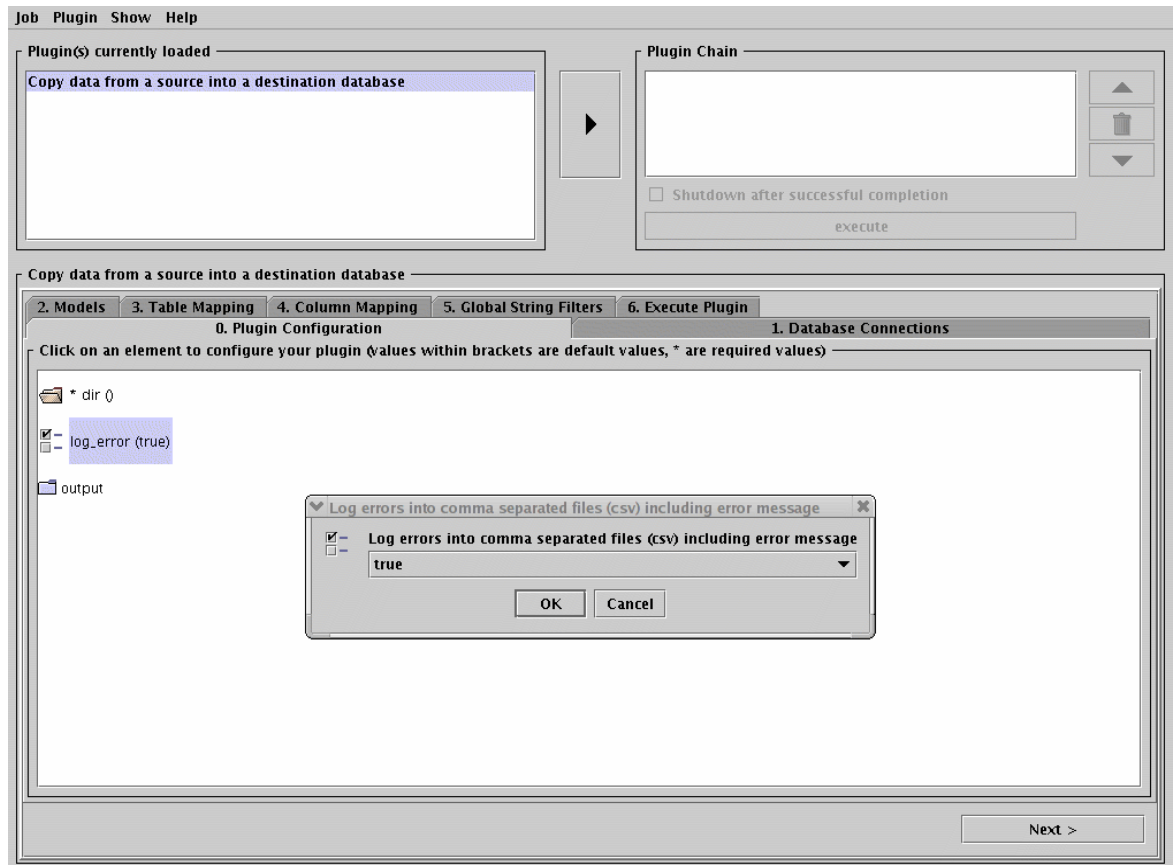 Job Plugin Show Help
Plugin(s) currently loaded
Copy data from a source into a destination database
Plugin Chain
Shutdown after successful completion
execute
Copy data from a source into a destination database
2. Models 3. Table Mapping 4. Column Mapping 5. Global String Filters 6. Execute Plugin
0. Plugin Configuration 1. Database Connections
Click on an element to configure your plugin (values within brackets are default values, * are required values)
* dir ()
log_error (true)
output
Log errors into comma separated files (csv) including error message
Log errors into comma separated files (csv) including error message
true
OK Cancel
Next >